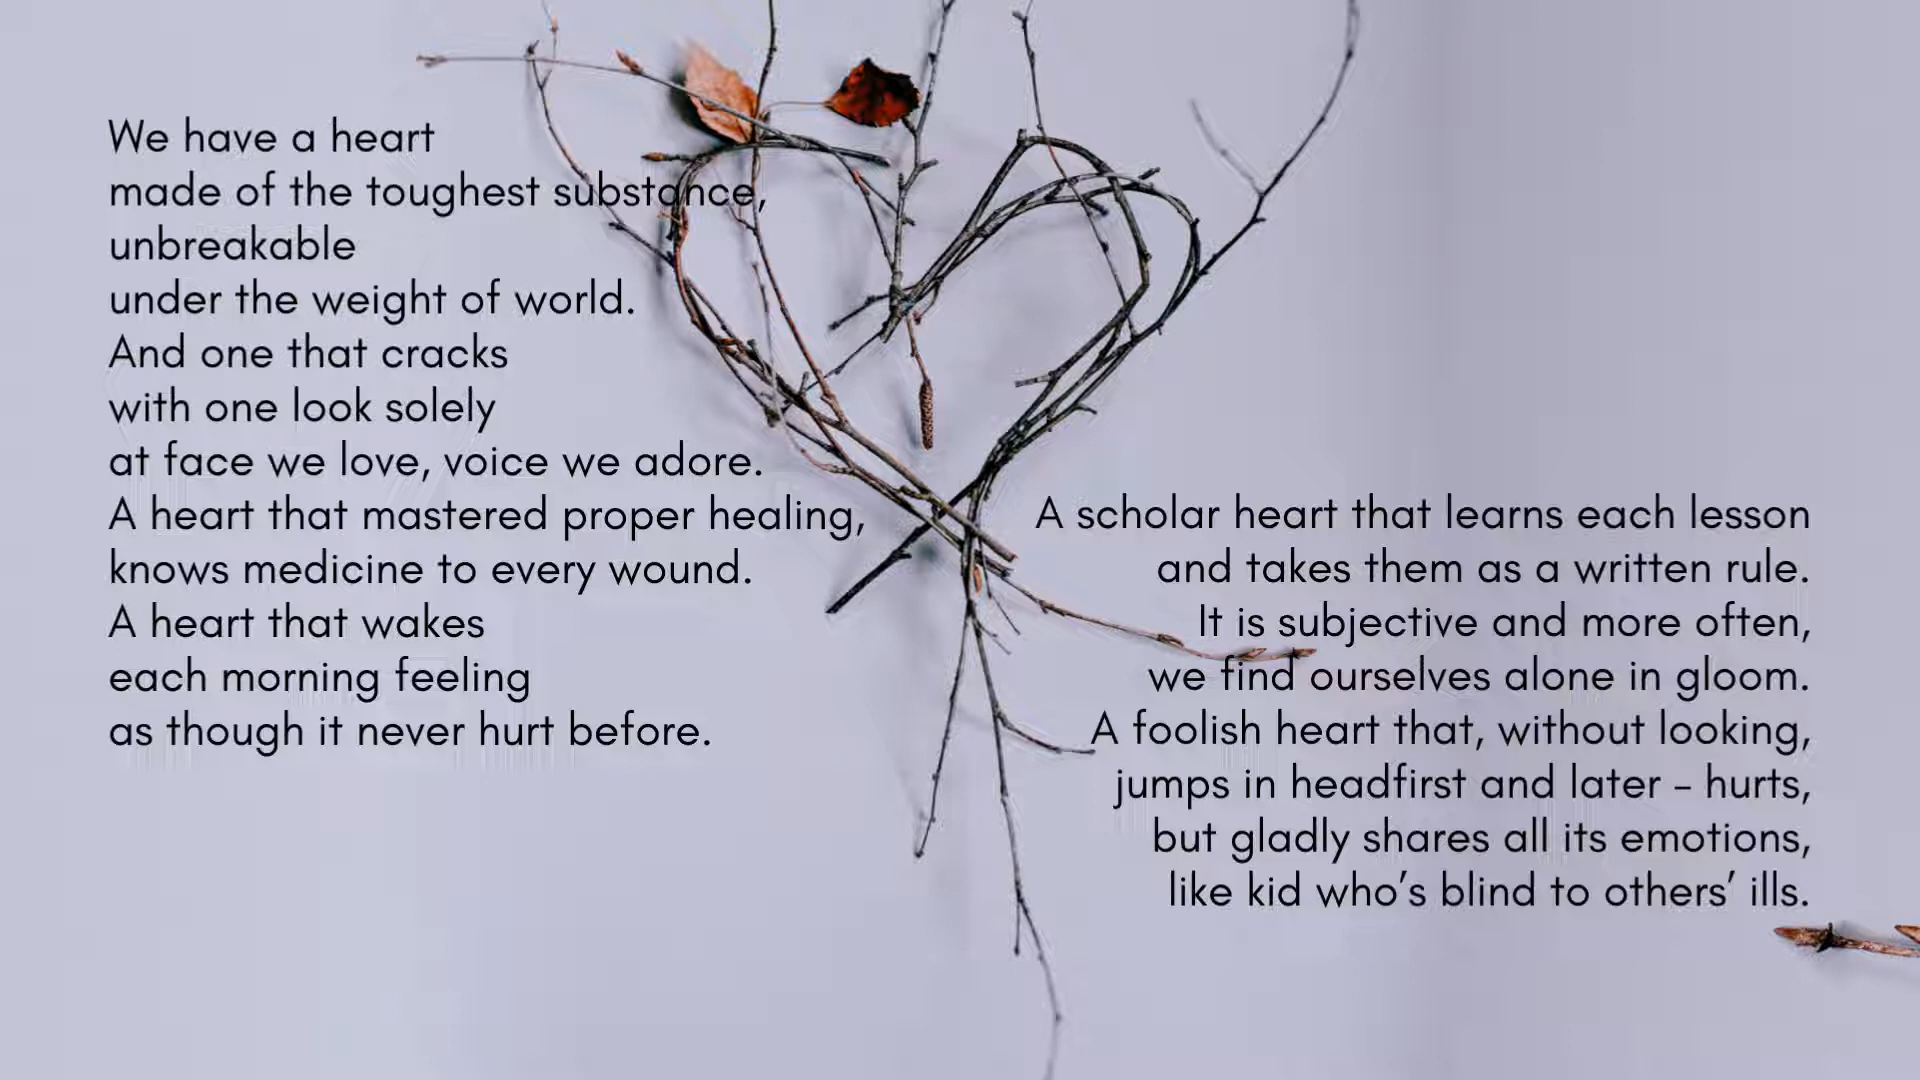 We have a heart
made of the toughest substance,
unbreakable
under the weight of world.
And one that cracks
with one look solely
at face we love, voice we adore.
A heart that mastered proper healing,
knows medicine to every wound.
A heart that wakes
each morning feeling
as though it never hurt before.
A scholar heart that learns each lesson
and takes them as a written rule.
It is subjective and more often,
we find ourselves alone in gloom.
A foolish heart that, without looking,
jumps in headfirst and later – hurts,
but gladly shares all its emotions,
like kid who’s blind to others’ ills.